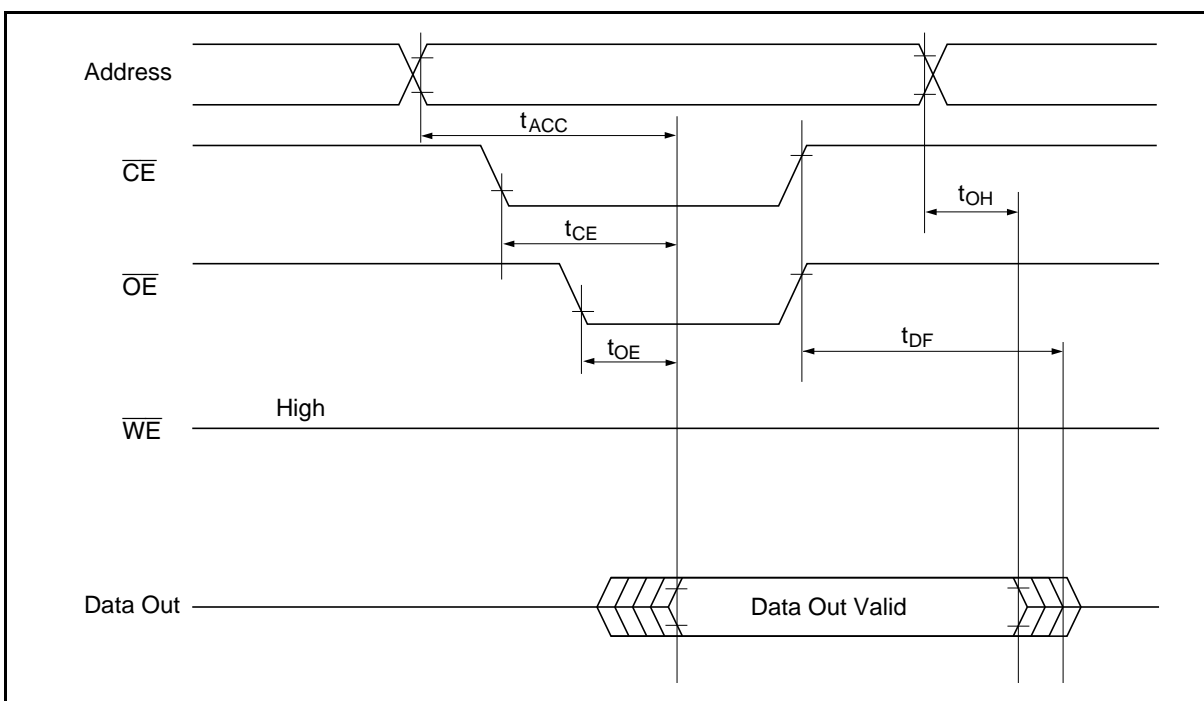 Address
tACC
CE
tOH
tCE
OE
tDF
tOE
High
WE
Data Out
Data Out Valid